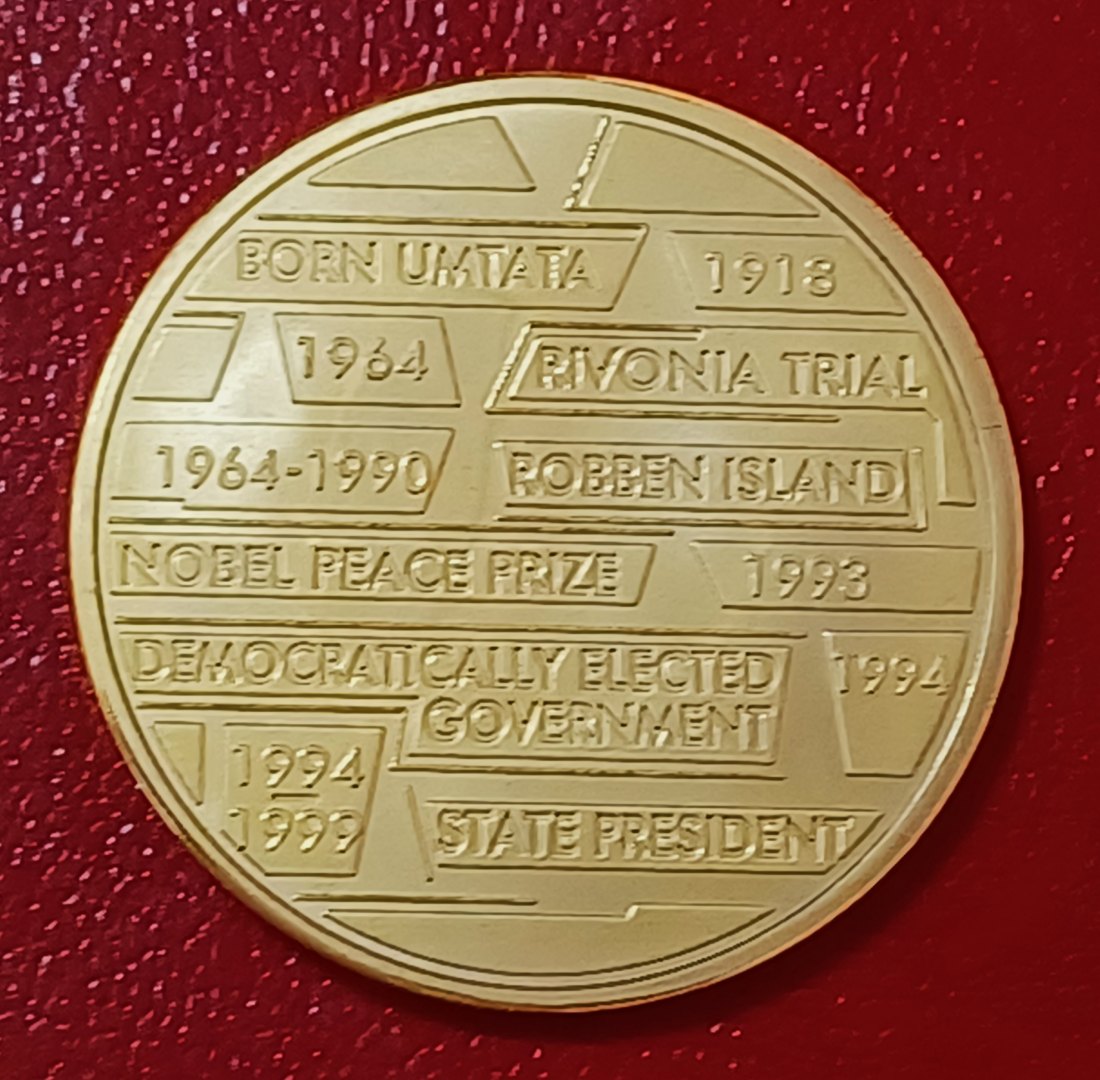 BORN UMTATA 1918
1964 RIVONIA TRIAL
1964-1990 ROBBEN ISLAND
NOBEL PEACE PRIZE 1993
DEMOCRATICALLY ELECTED 1994
GOVERNMENT
1994
1999
STATE PRESIDENT